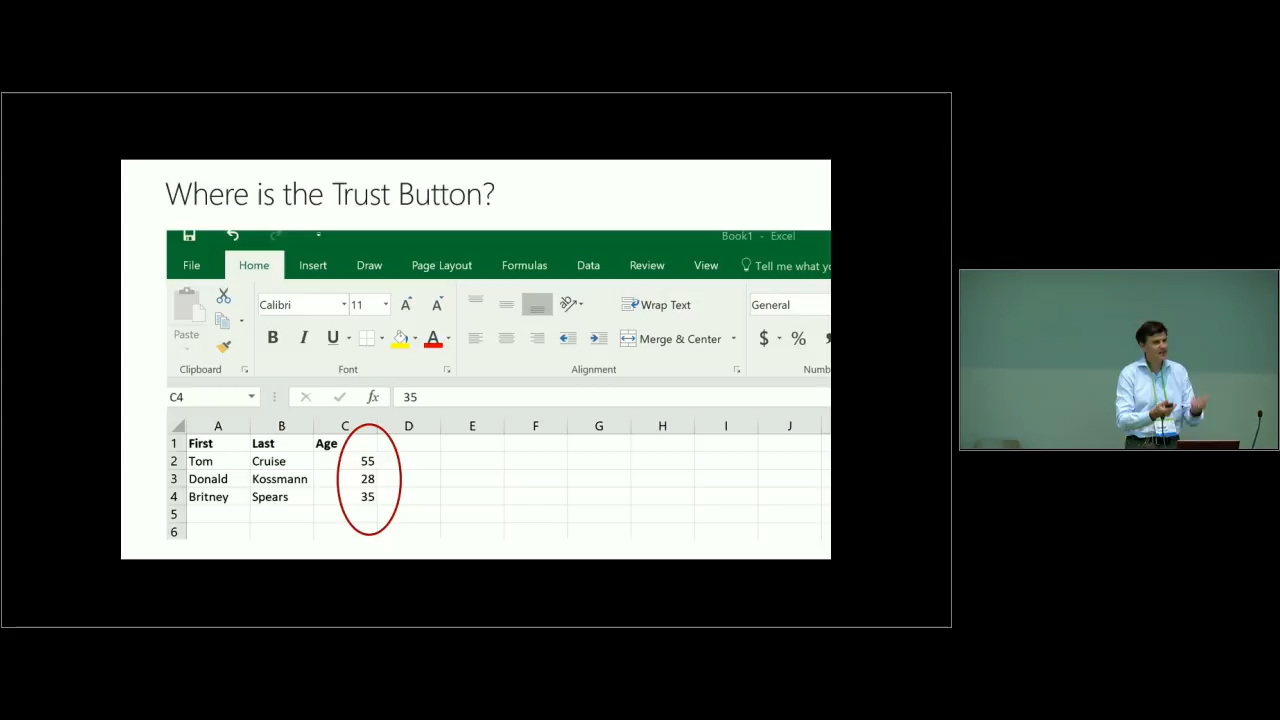 Where is the Trust Button?
Book1 - Excel
File Home Insert Draw Page Layout Formulas Data Review View Tell me what yo
Calibri 11 Wrap Text General
Paste B I U A Merge & Center $ %
Clipboard Font Alignment Numb
C4 fx 35
A B C D E F G H I J
1 First Last Age
2 Tom Cruise 55
3 Donald Kossmann 28
4 Britney Spears 35
5
6